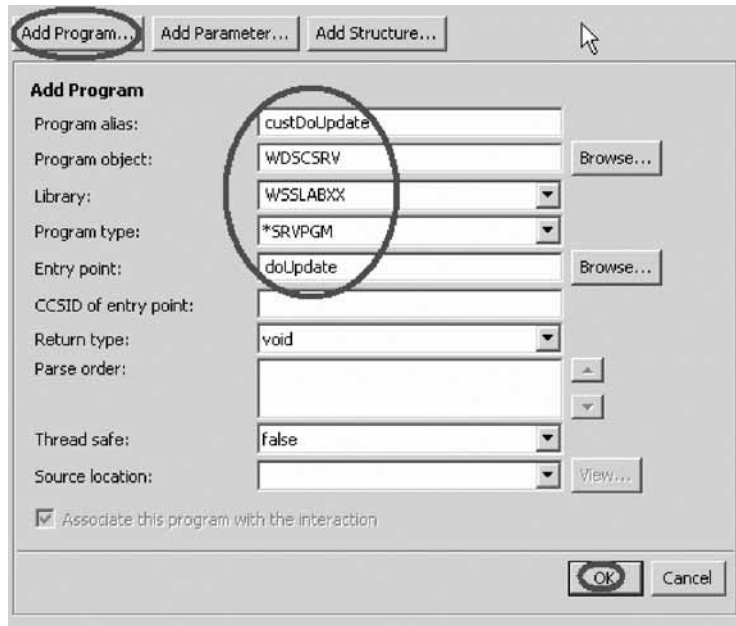 Add Program... Add Parameter... Add Structure...
Add Program
Program alias: custDoUpdate
Program object: WDSCSRV Browse...
Library: WSSLABXX
Program type: *SRVPGM
Entry point: doUpdate Browse...
CCSID of entry point:
Return type: void
Parse order:
Thread safe: false
Source location: View...
Associate this program with the interaction
OK Cancel